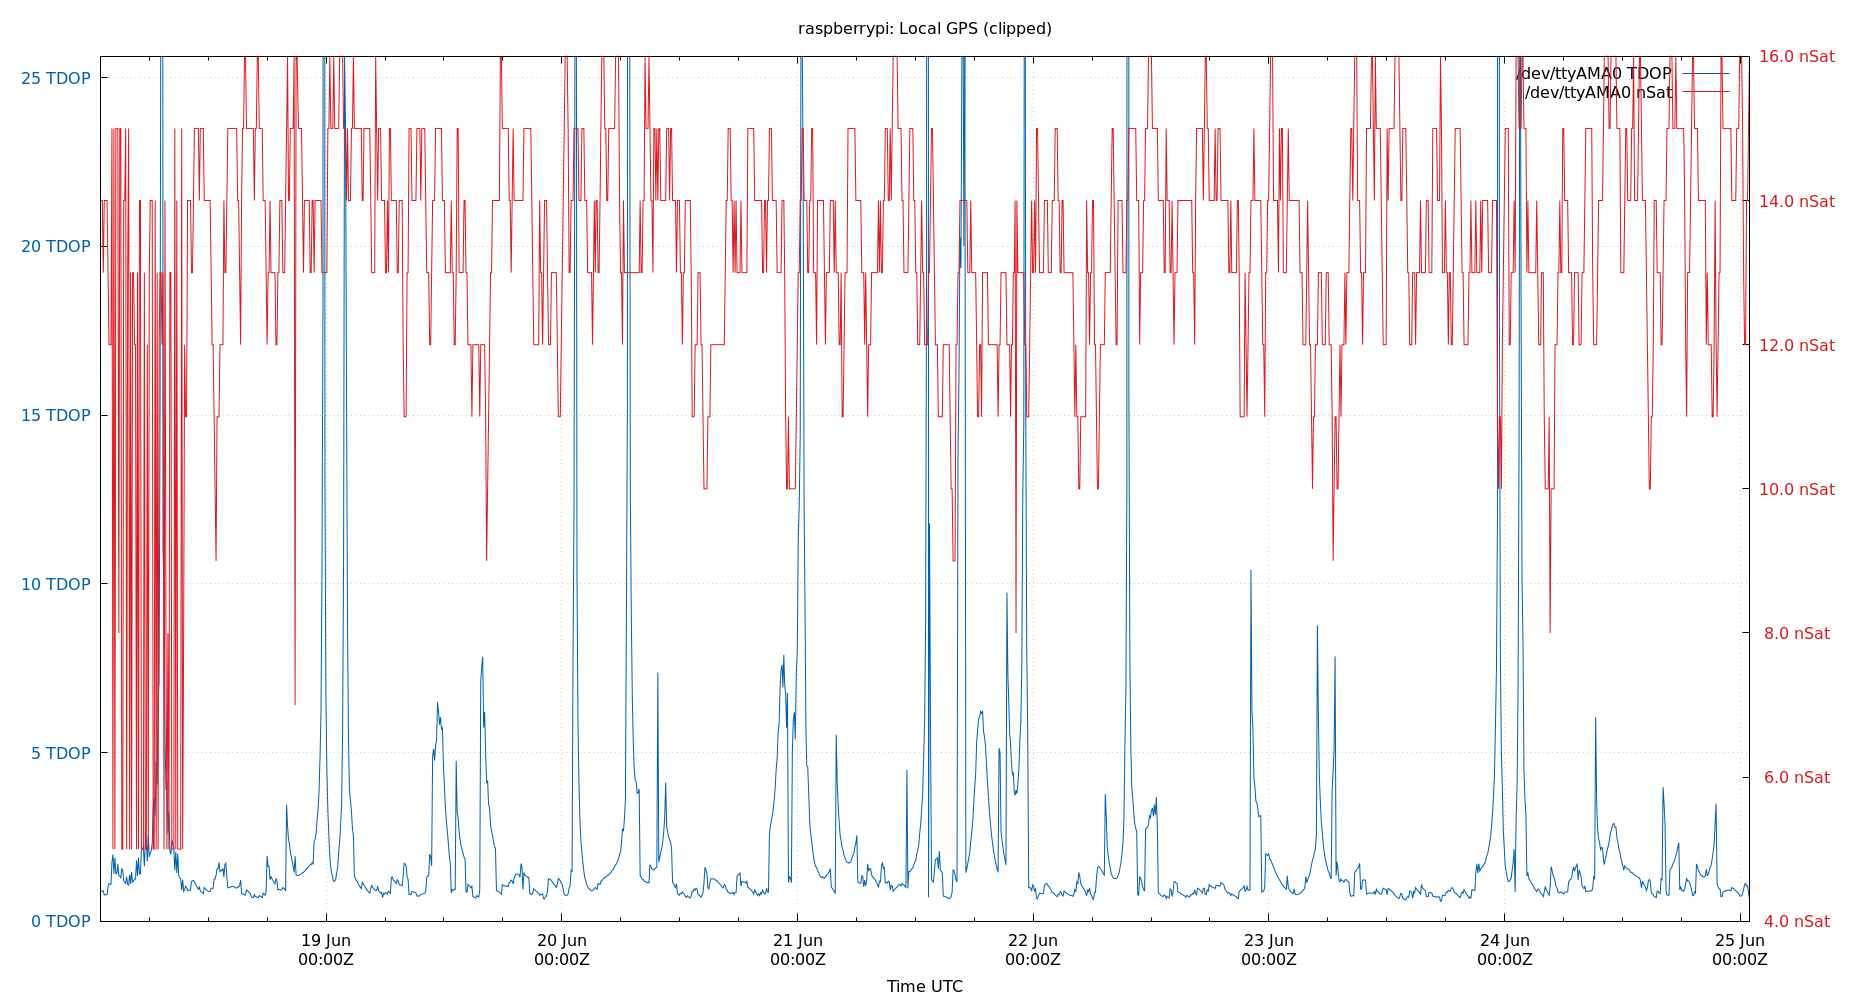 raspberrypi: Local GPS (clipped)
25 TDOP
20 TDOP
15 TDOP
10 TDOP
5 TDOP
0 TDOP
16.0 nSat
14.0 nSat
12.0 nSat
10.0 nSat
8.0 nSat
6.0 nSat
4.0 nSat
/dev/ttyAMA0 TDOP
/dev/ttyAMA0 nSat
19 Jun
00:00Z
20 Jun
00:00Z
21 Jun
00:00Z
22 Jun
00:00Z
23 Jun
00:00Z
24 Jun
00:00Z
25 Jun
00:00Z
Time UTC